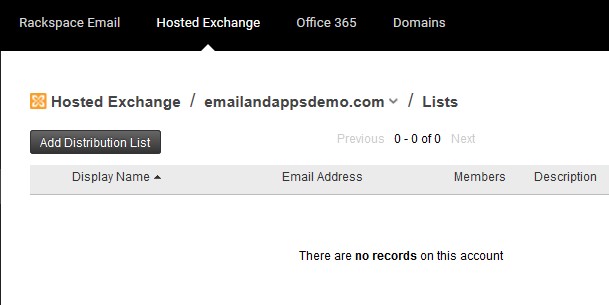 Rackspace Email Hosted Exchange Office 365 Domains
Hosted Exchange / emailandappsdemo.com / Lists
Add Distribution List Previous 0 - 0 of 0 Next
Display Name Email Address Members Description
There are no records on this account